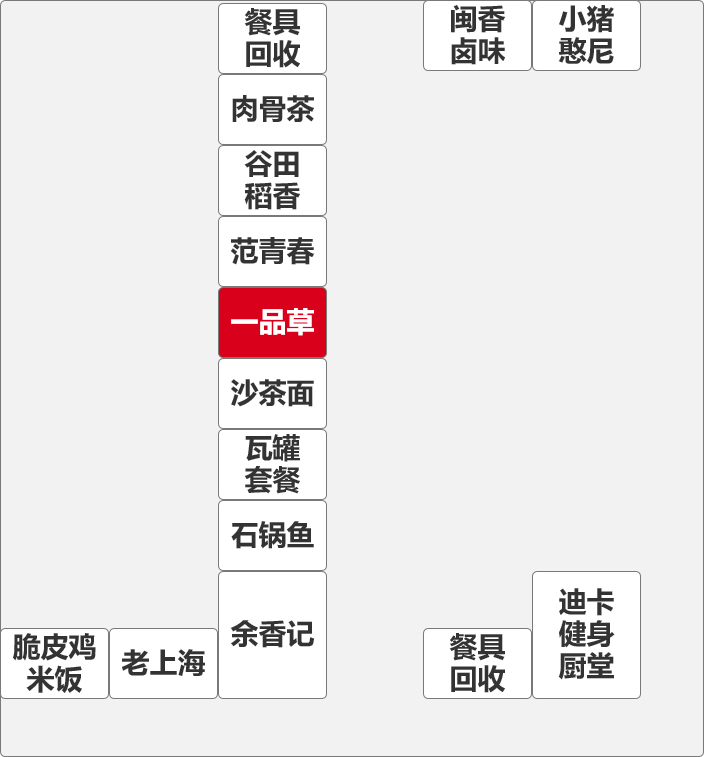 餐具
回收
闽香
卤味
小猪
憨尼
肉骨茶
谷田
稻香
范青春
一品草
沙茶面
瓦罐
套餐
石锅鱼
余香记
脆皮鸡
米饭
老上海
餐具
回收
迪卡
健身
厨堂